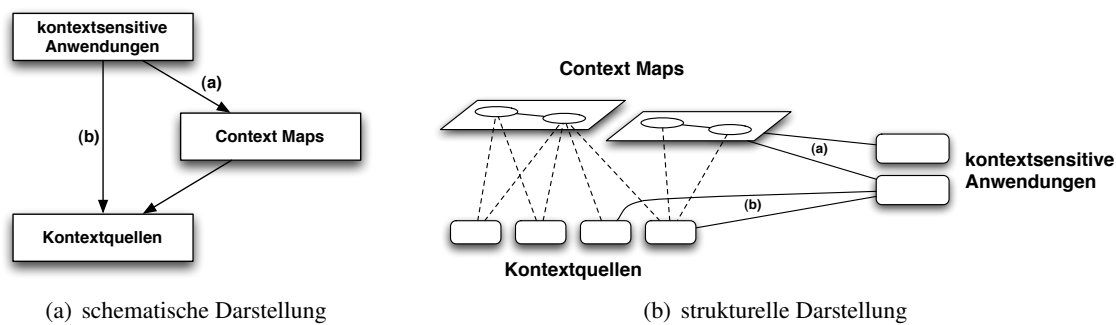 kontextsensitive
Anwendungen
(a)
(b)
Context Maps
Kontextquellen
(a) schematische Darstellung
Context Maps
(a)
kontextsensitive
Anwendungen
(b)
Kontextquellen
(b) strukturelle Darstellung